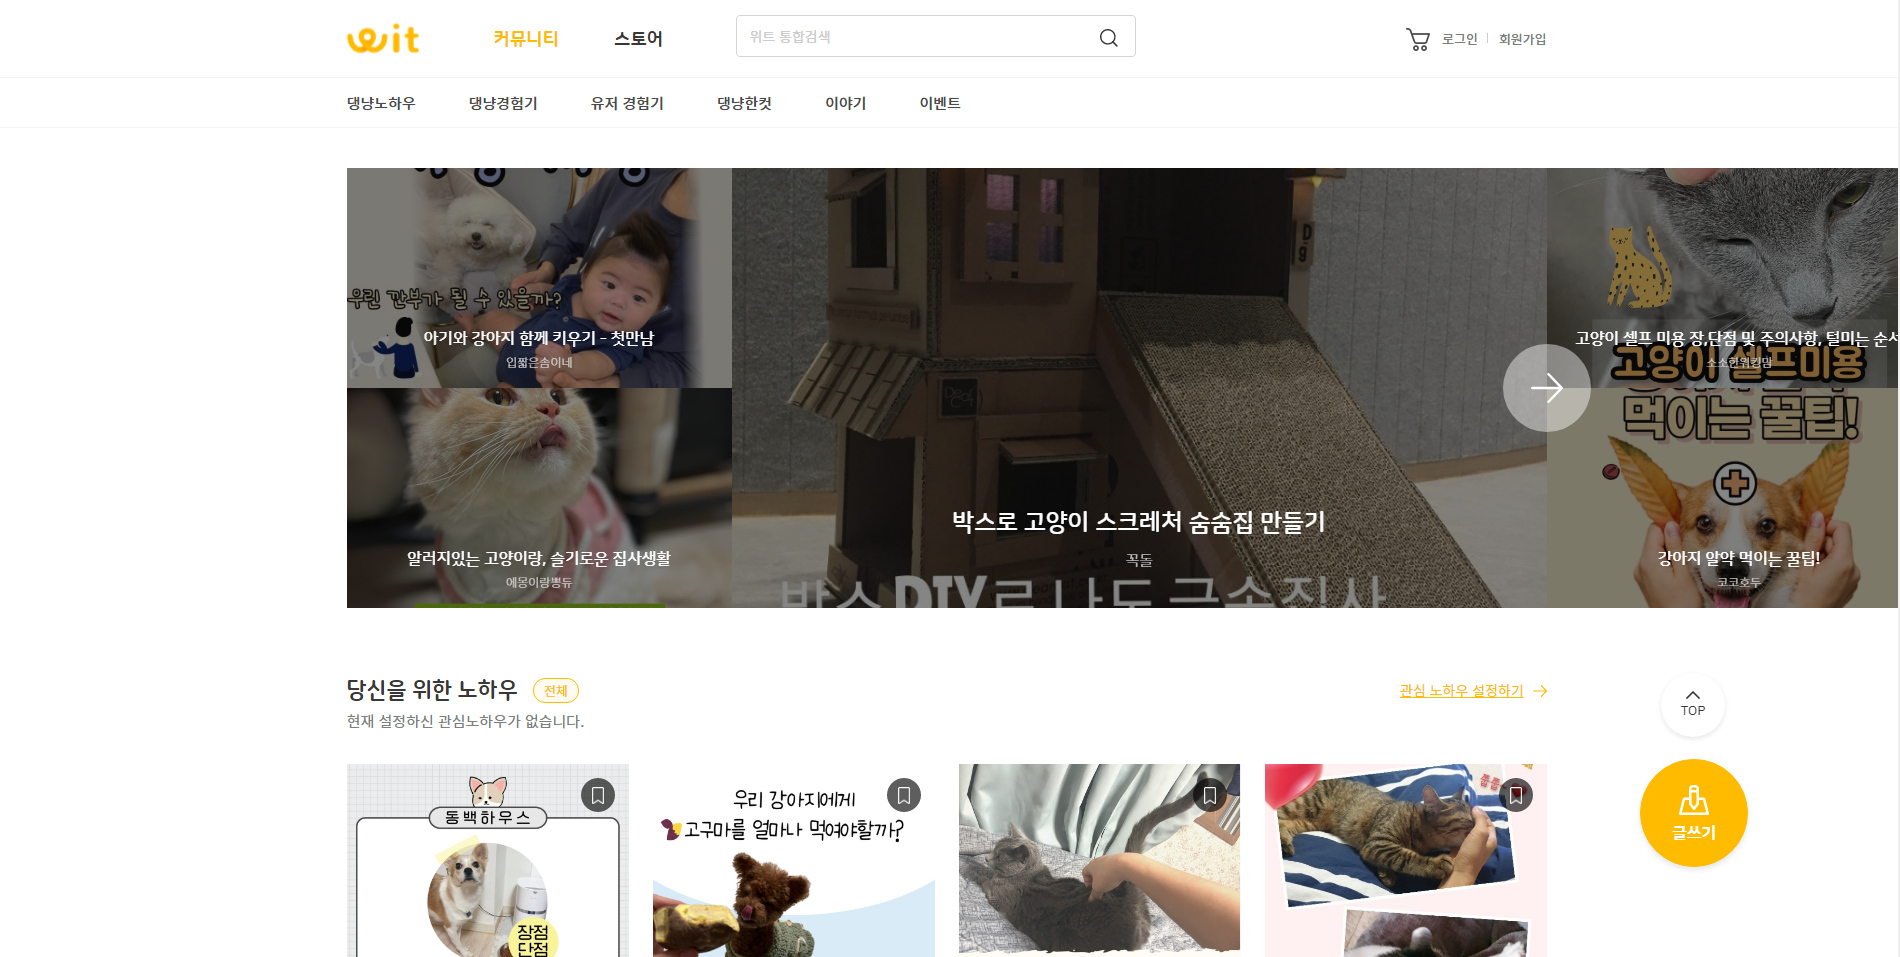 wit
커뮤니티
스토어
위트 통합검색
로그인
회원가입
댕냥노하우
댕냥경험기
유저 경험기
댕냥한컷
이야기
이벤트
우린 깐부가 될 수 있을까?
아기와 강아지 함께 키우기 - 첫만남
입짧은솜이네
알러지있는 고양이랑, 슬기로운 집사생활
에몽이랑뽕듀
박스로 고양이 스크레처 숨숨집 만들기
꼭돌
박스DIY로 나도 금손집사
고양이 셀프 미용 장,단점 및 주의사항, 털미는 순서
소소한워킹맘
고양이 셀프미용
먹이는 꿀팁!
강아지 알약 먹이는 꿀팁!
코코호두
당신을 위한 노하우
전체
관심 노하우 설정하기
현재 설정하신 관심노하우가 없습니다.
TOP
글쓰기
동백하우스
장점
단점
우리 강아지에게
고구마를 얼마나 먹여야할까?